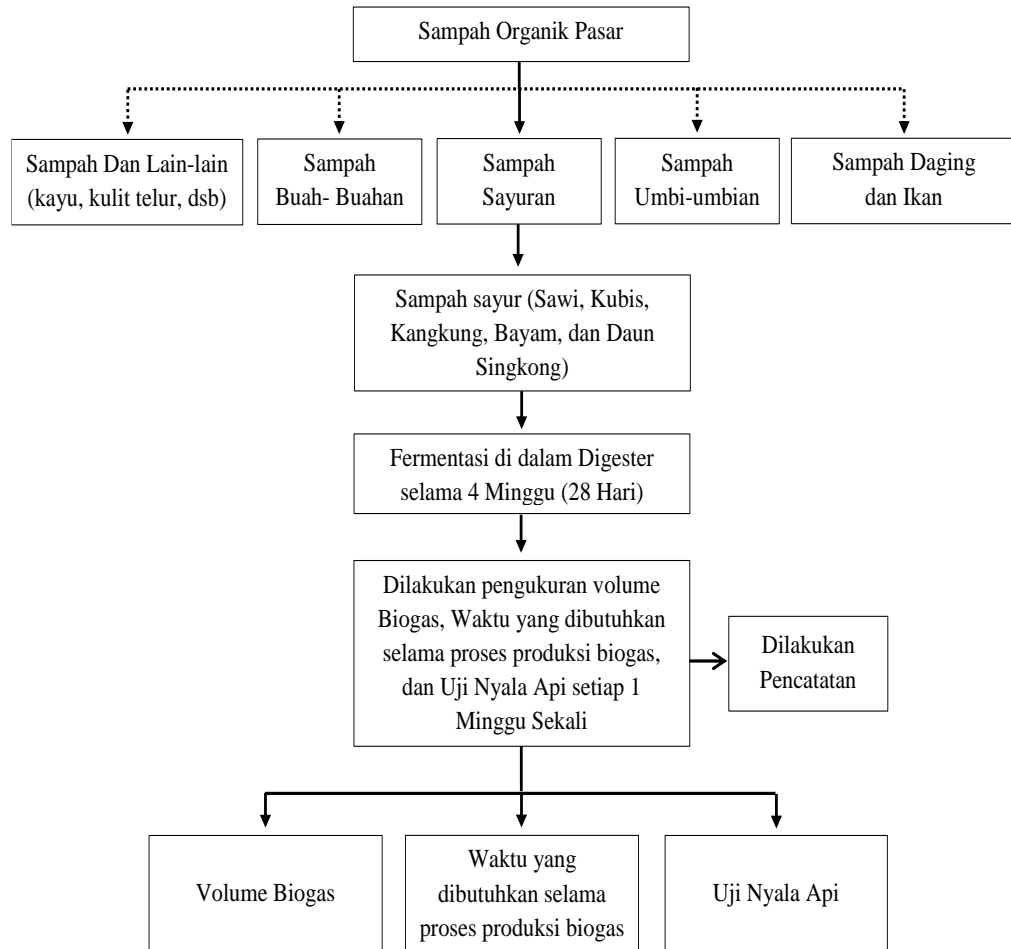 Sampah Organik Pasar
Sampah Dan Lain-lain
(kayu, kulit telur, dsb)
Sampah
Buah- Buahan
Sampah
Sayuran
Sampah
Umbi-umbian
Sampah Daging
dan Ikan
Sampah sayur (Sawi, Kubis,
Kangkung, Bayam, dan Daun
Singkong)
Fermentasi di dalam Digester
selama 4 Minggu (28 Hari)
Dilakukan pengukuran volume
Biogas, Waktu yang dibutuhkan
selama proses produksi biogas,
dan Uji Nyala Api setiap 1
Minggu Sekali
Dilakukan
Pencatatan
Volume Biogas
Waktu yang
dibutuhkan selama
proses produksi biogas
Uji Nyala Api